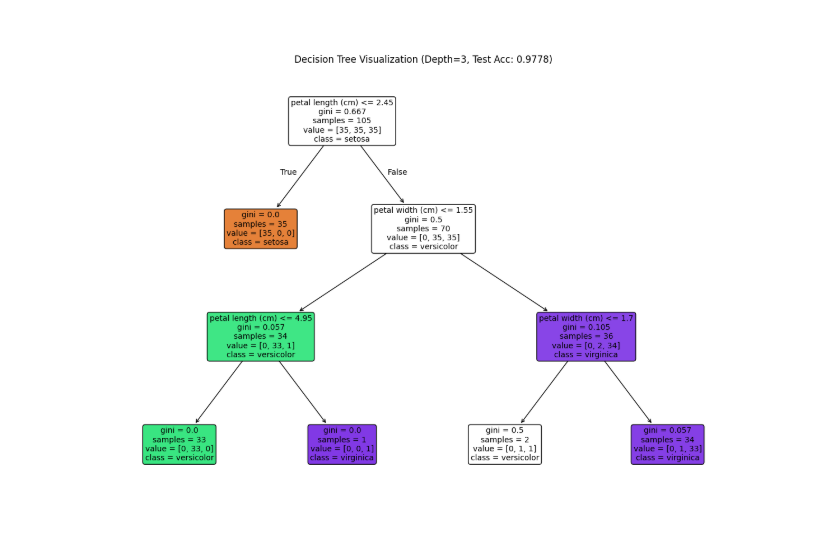 Decision Tree Visualization (Depth=3, Test Acc: 0.9778)
petal length (cm) <= 2.45
gini = 0.667
samples = 105
value = [35, 35, 35]
class = setosa
True
False
gini = 0.0
samples = 35
value = [35, 0, 0]
class = setosa
petal width (cm) <= 1.55
gini = 0.5
samples = 70
value = [0, 35, 35]
class = versicolor
petal length (cm) <= 4.95
gini = 0.057
samples = 34
value = [0, 33, 1]
class = versicolor
petal width (cm) <= 1.7
gini = 0.105
samples = 36
value = [0, 2, 34]
class = virginica
gini = 0.0
samples = 33
value = [0, 33, 0]
class = versicolor
gini = 0.0
samples = 1
value = [0, 0, 1]
class = virginica
gini = 0.5
samples = 2
value = [0, 1, 1]
class = versicolor
gini = 0.057
samples = 34
value = [0, 1, 33]
class = virginica